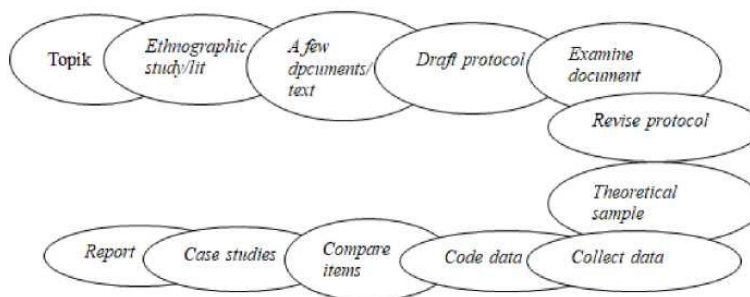 Topik
Ethnographic
study/lit
A few
dpcuments/
text
Draft protocol
Examine
document
Revise protocol
Theoretical
sample
Collect data
Code data
Compare
items
Case studies
Report